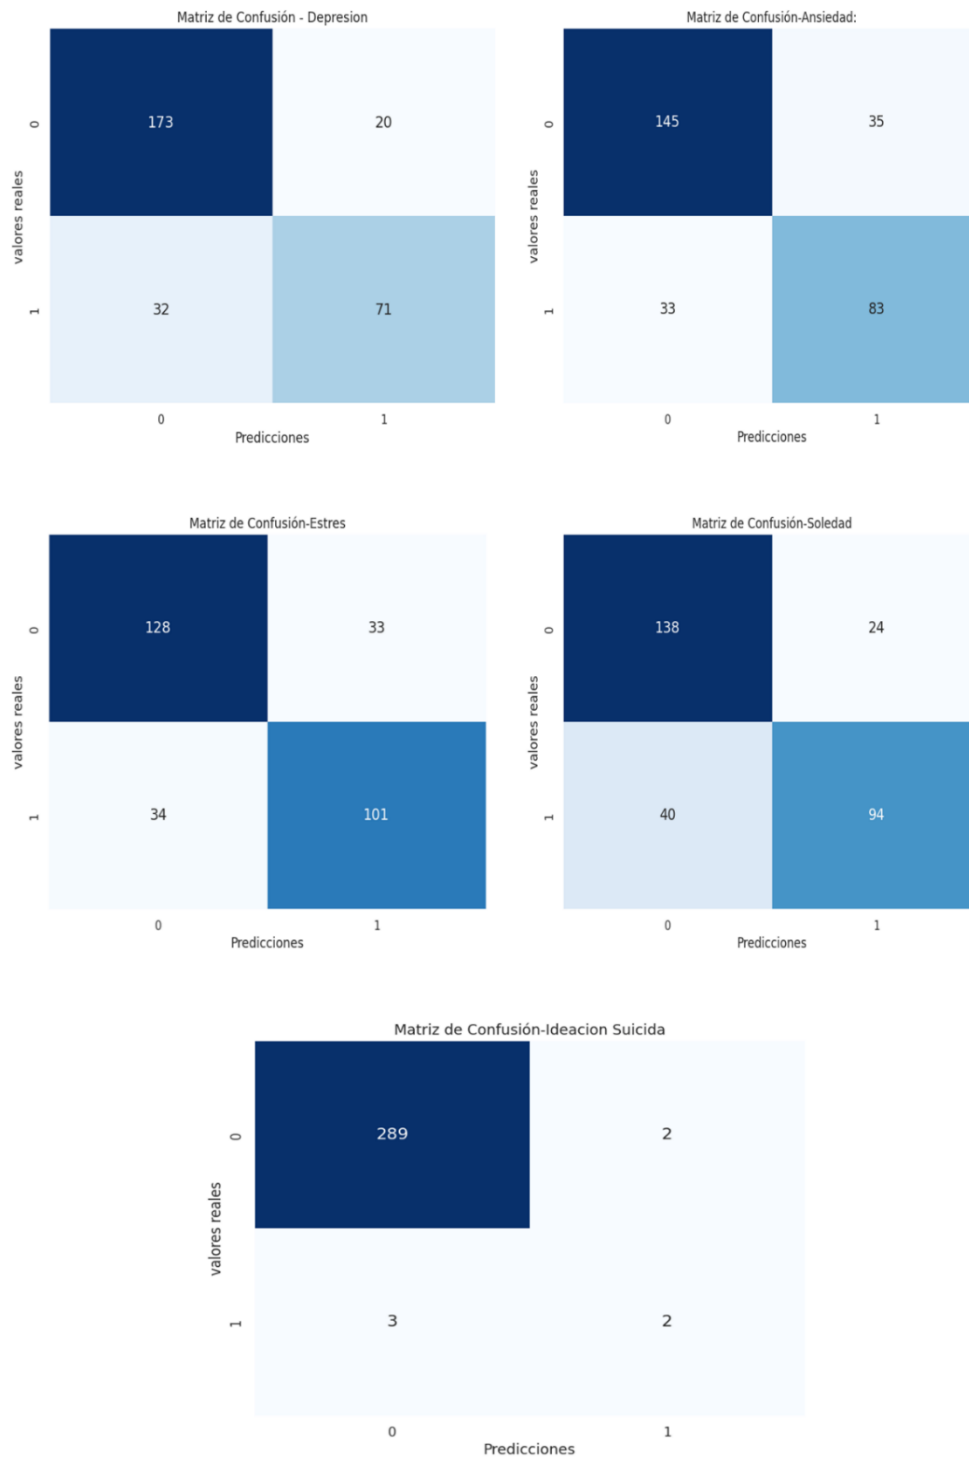 Matriz de Confusión - Depresion
valores reales
0
173
20
1
32
71
0
1
Predicciones
Matriz de Confusión-Ansiedad:
valores reales
0
145
35
1
33
83
0
1
Predicciones
Matriz de Confusión-Estres
valores reales
0
128
33
1
34
101
0
1
Predicciones
Matriz de Confusión-Soledad
valores reales
0
138
24
1
40
94
0
1
Predicciones
Matriz de Confusión-Ideacion Suicida
valores reales
0
289
2
1
3
2
0
1
Predicciones